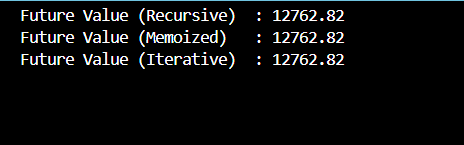 Future Value (Recursive)  : 12762.82
Future Value (Memoized)   : 12762.82
Future Value (Iterative)  : 12762.82